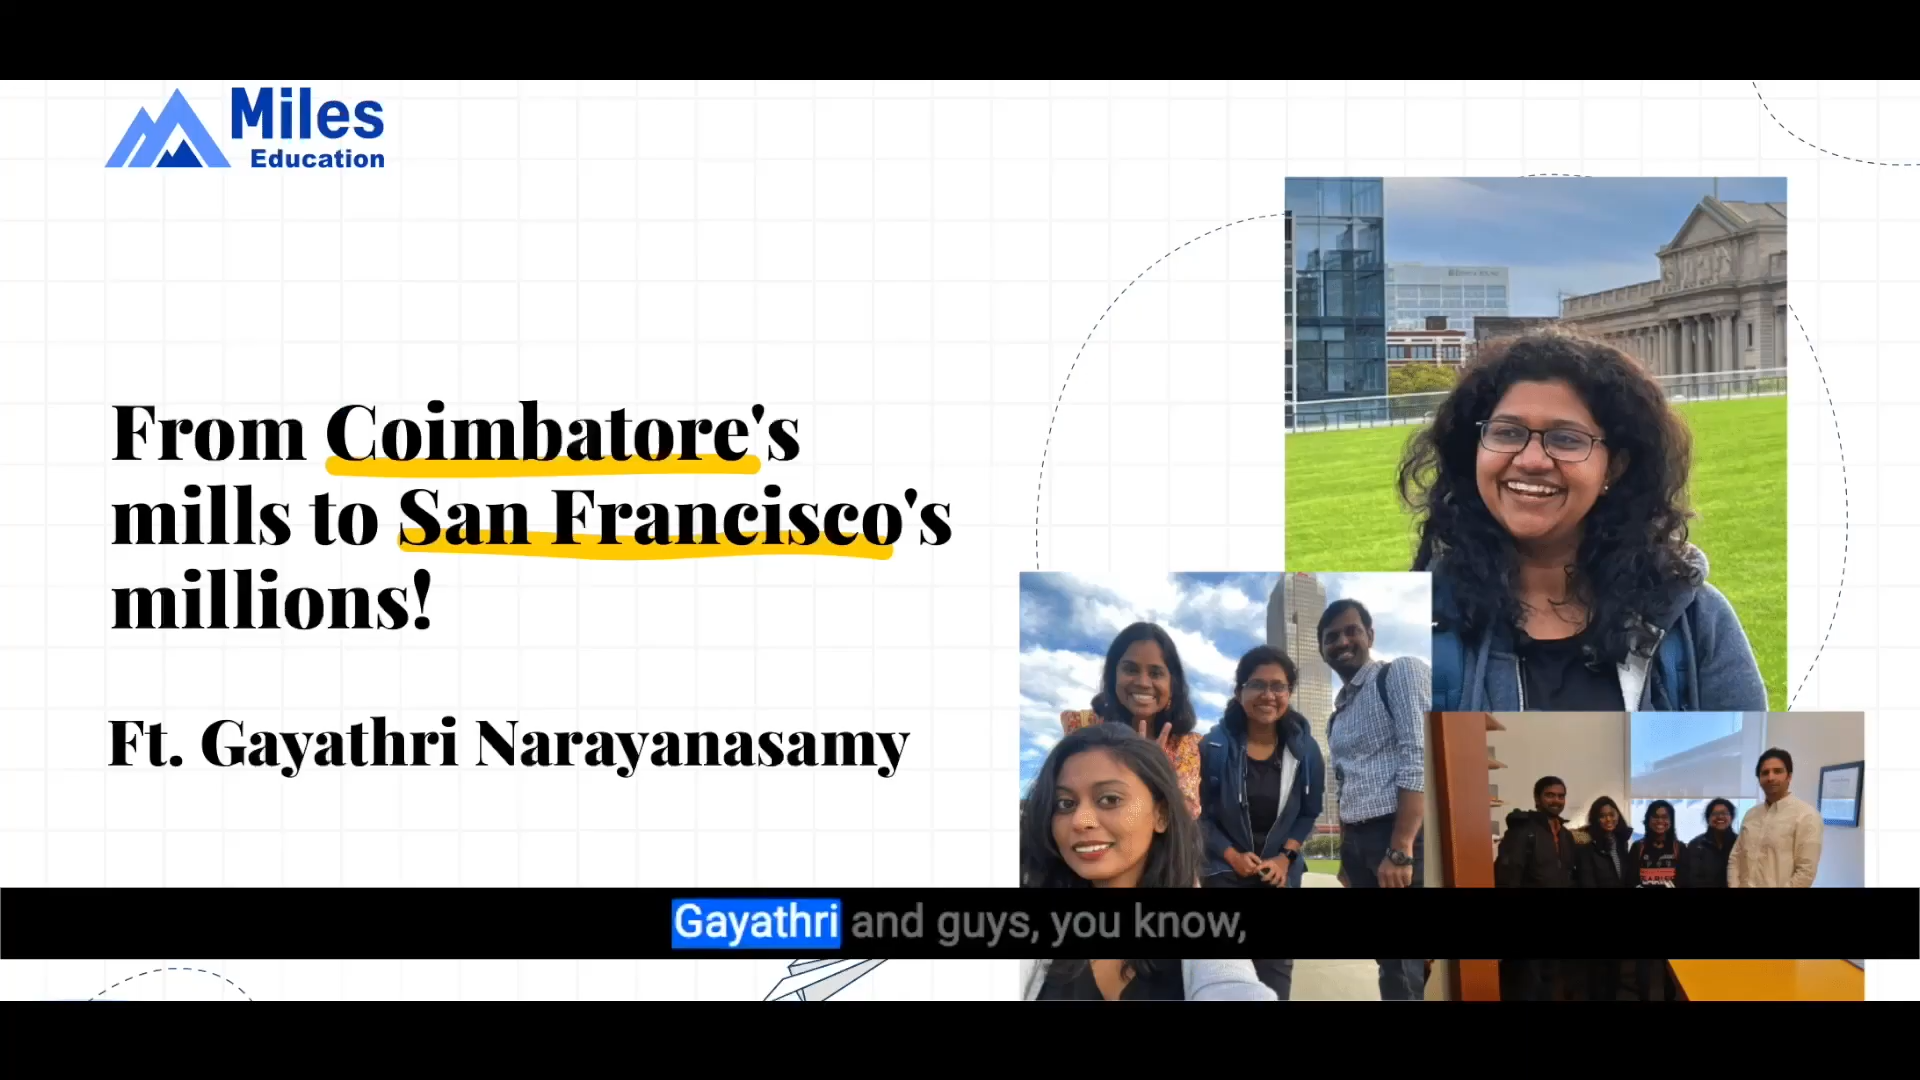 Miles
Education
From Coimbatore's
mills to San Francisco's
millions!
Ft. Gayathri Narayanasamy
Gayathri and guys, you know,